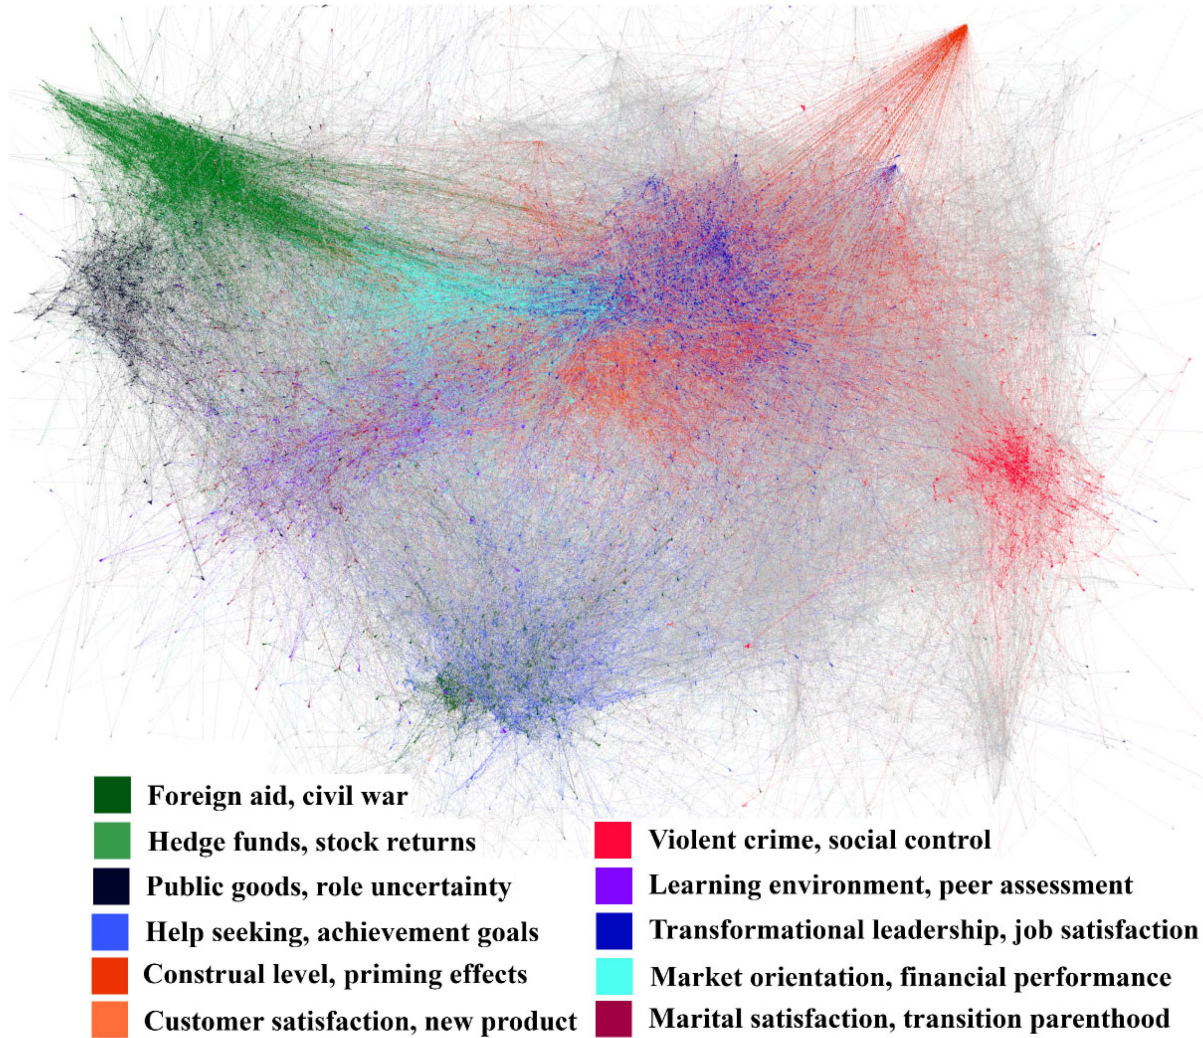 Foreign aid, civil war
Hedge funds, stock returns
Public goods, role uncertainty
Help seeking, achievement goals
Construal level, priming effects
Customer satisfaction, new product
Violent crime, social control
Learning environment, peer assessment
Transformational leadership, job satisfaction
Market orientation, financial performance
Marital satisfaction, transition parenthood